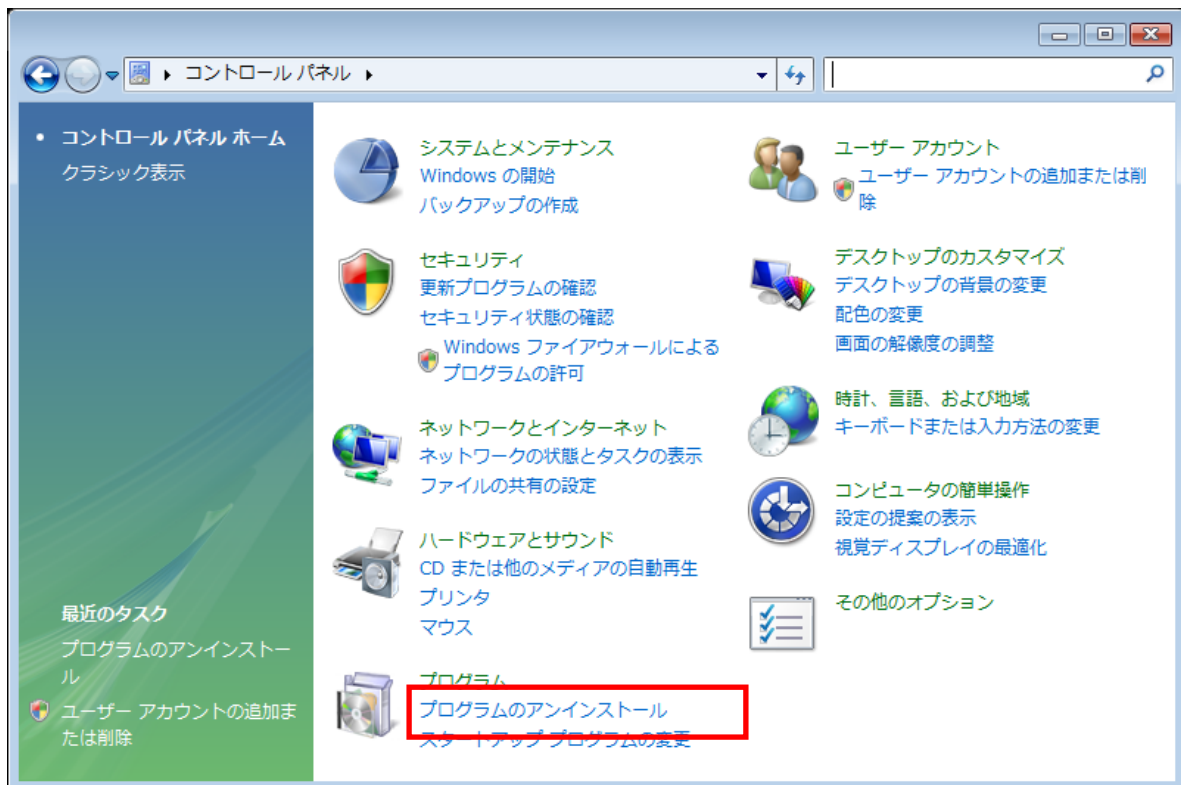 コントロール パネル
コントロール パネル ホーム
クラシック表示
最近のタスク
プログラムのアンインストー
ル
ユーザー アカウントの追加ま
たは削除
システムとメンテナンス
Windows の開始
バックアップの作成
セキュリティ
更新プログラムの確認
セキュリティ状態の確認
Windows ファイアウォールによる
プログラムの許可
ネットワークとインターネット
ネットワークの状態とタスクの表示
ファイルの共有の設定
ハードウェアとサウンド
CD または他のメディアの自動再生
プリンタ
マウス
プログラム
プログラムのアンインストール
スタートアップ プログラムの変更
ユーザー アカウント
ユーザー アカウントの追加または削
除
デスクトップのカスタマイズ
デスクトップの背景の変更
配色の変更
画面の解像度の調整
時計、言語、および地域
キーボードまたは入力方法の変更
コンピュータの簡単操作
設定の提案の表示
視覚ディスプレイの最適化
その他のオプション